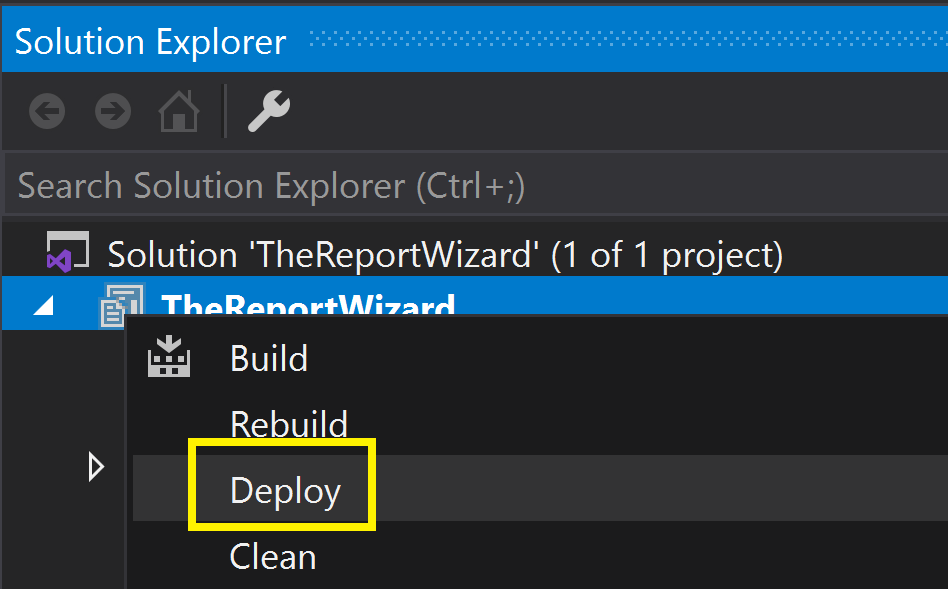 Solution Explorer
Search Solution Explorer (Ctrl+;)
Solution 'TheReportWizard' (1 of 1 project)
TheReportWizard
Build
Rebuild
Deploy
Clean